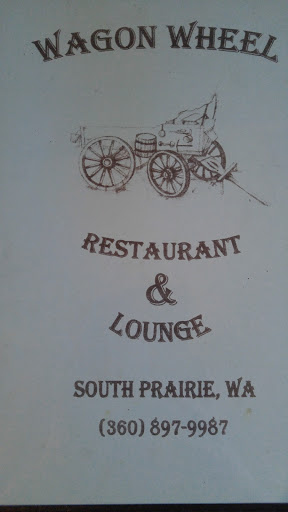 WAGON WHEEL
RESTAURANT
&
LOUNGE
SOUTH PRAIRIE, WA
(360) 897-9987